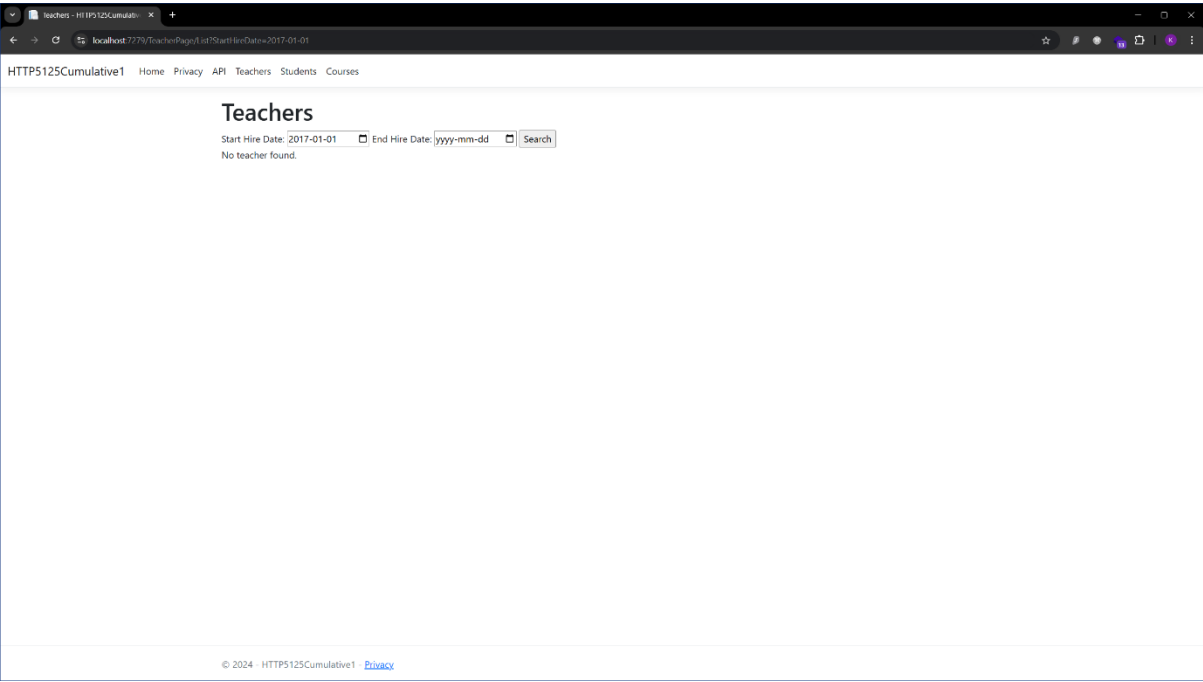 Teachers - HTTP5125Cumulativ
localhost:7279/TeacherPage/List?StartHireDate=2017-01-01
HTTP5125Cumulative1 Home Privacy API Teachers Students Courses
Teachers
Start Hire Date: 2017-01-01 End Hire Date: yyyy-mm-dd Search
No teacher found.
© 2024 - HTTP5125Cumulative1 - Privacy